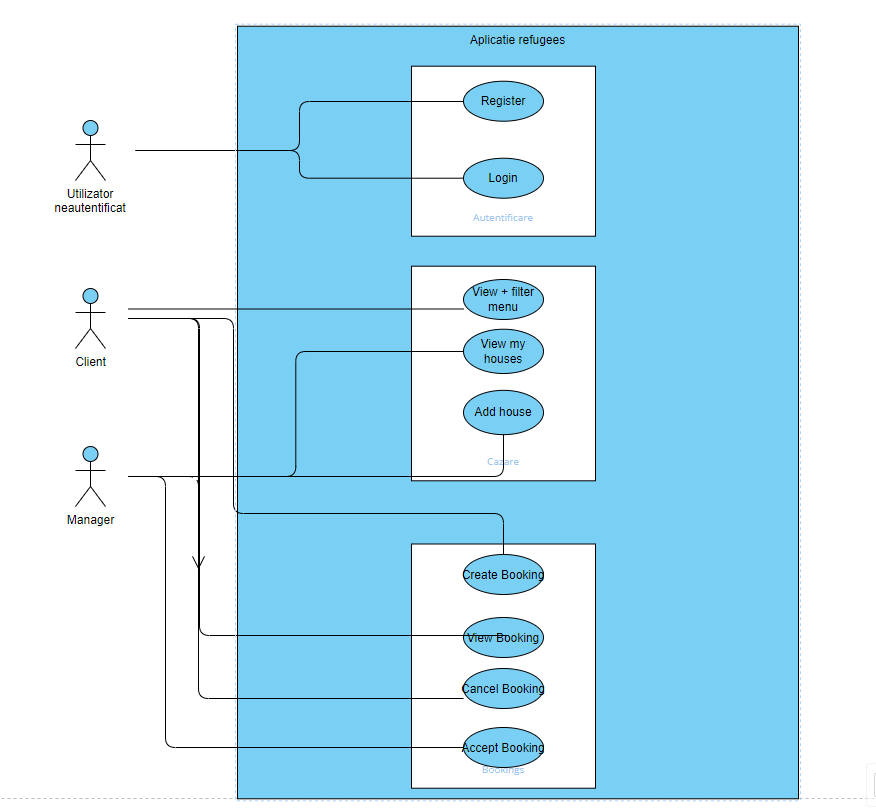 Aplicatie refugees
Register
Login
Autentificare
Utilizator
neautentificat
View + filter
menu
View my
houses
Add house
Cazare
Client
Manager
Create Booking
View Booking
Cancel Booking
Accept Booking
Bookings